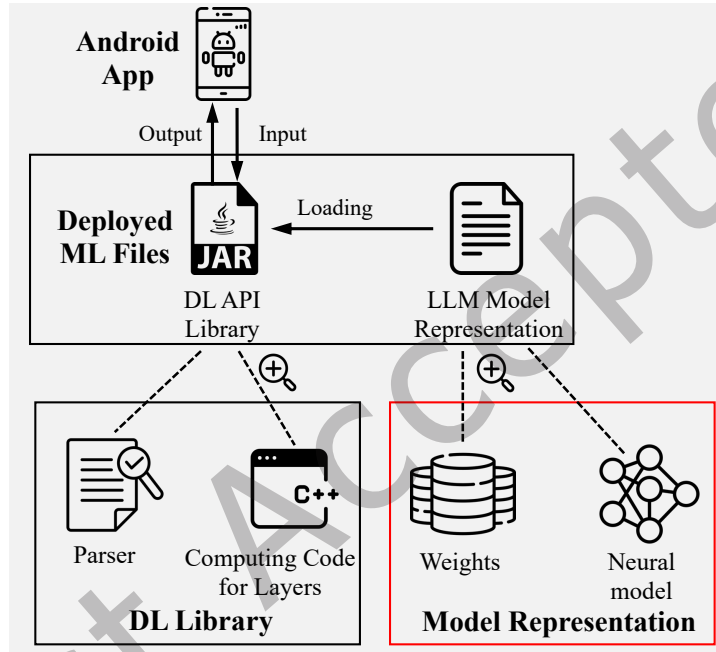 Android
App
Output
Input
Deployed
ML Files
JAR
Loading
DL API
Library
LLM Model
Representation
C++
Parser
Computing Code
for Layers
DL Library
Weights
Neural
model
Model Representation